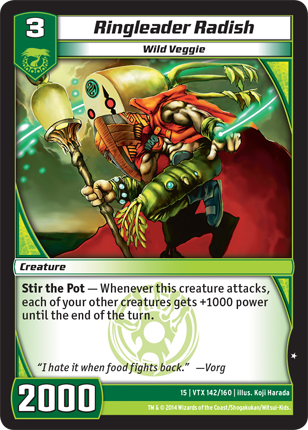 3 Ringleader Radish
Wild Veggie
Creature
Stir the Pot — Whenever this creature attacks,
each of your other creatures gets +1000 power
until the end of the turn.
“I hate it when food fights back.” —Vorg
2000
15 | VTX 142/160 | illus. Koji Harada
TM & © 2014 Wizards of the Coast/Shogakukan/Mitsui-Kids.